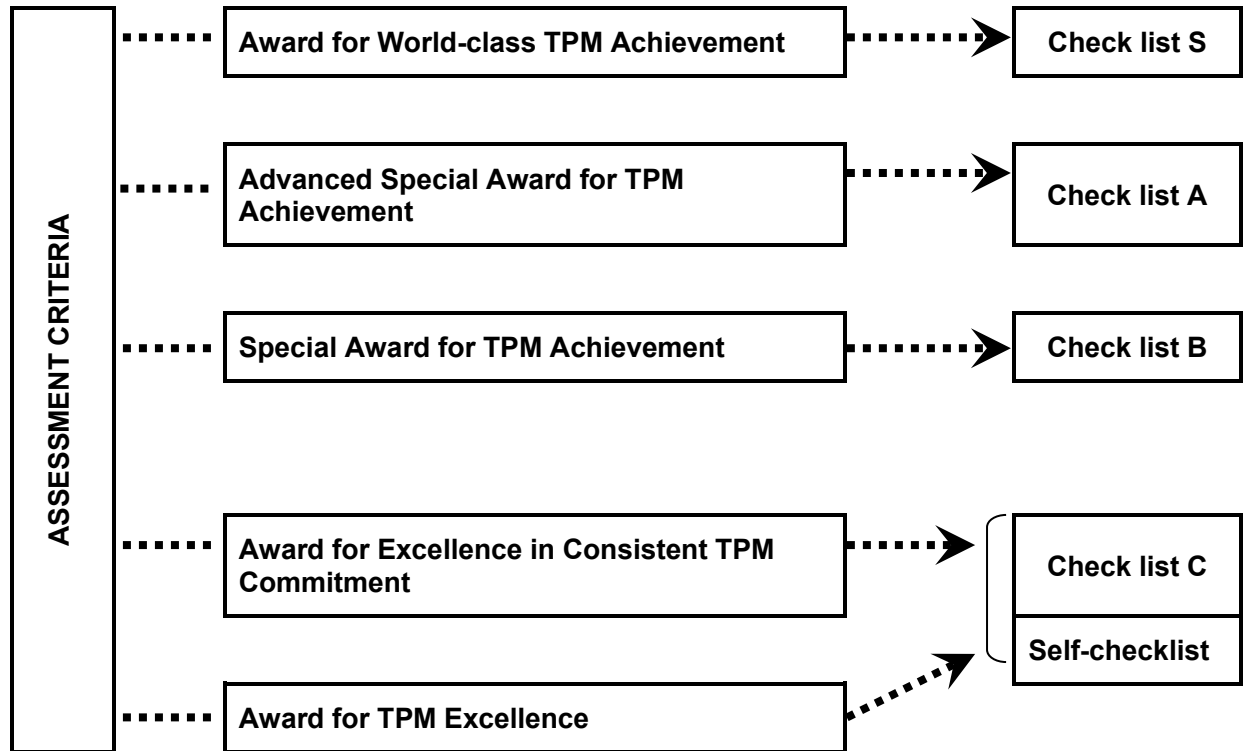 ASSESSMENT CRITERIA
Award for World-class TPM Achievement
Check list S
Advanced Special Award for TPM
Achievement
Check list A
Special Award for TPM Achievement
Check list B
Award for Excellence in Consistent TPM
Commitment
Check list C
Self-checklist
Award for TPM Excellence